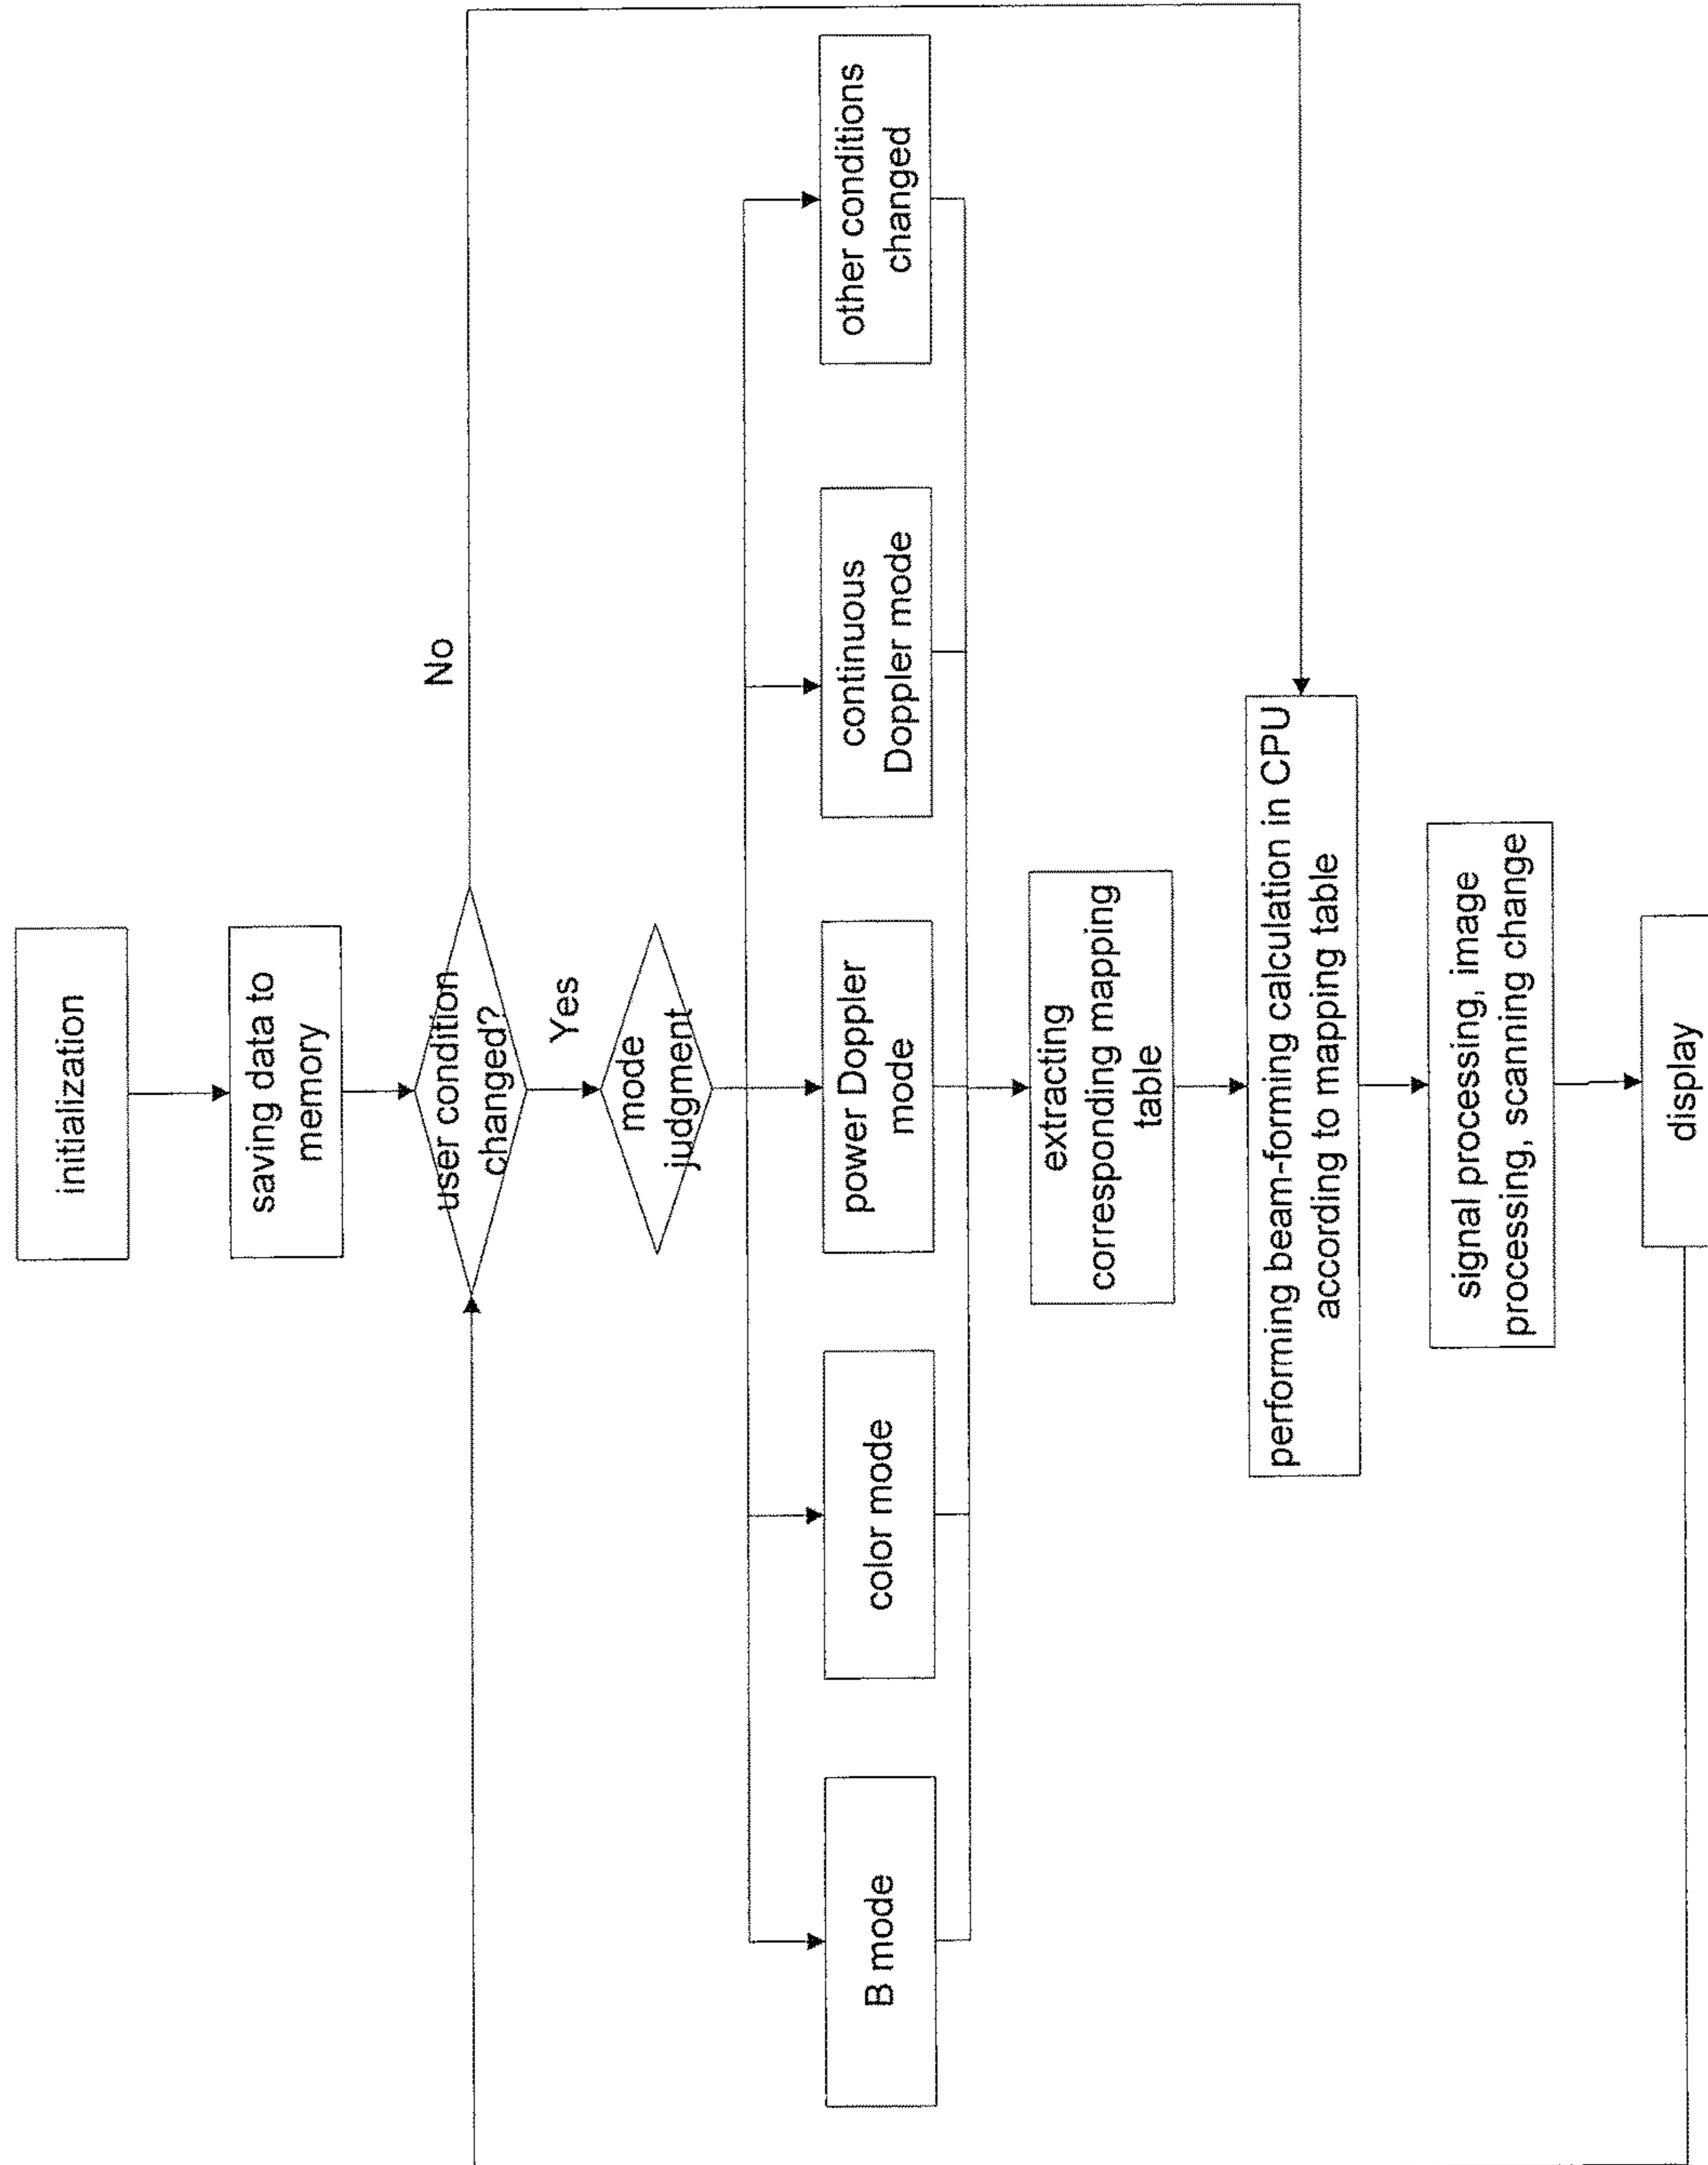 initialization
saving data to
memory
user condition
changed?
No
Yes
mode
judgment
B mode
color mode
power Doppler
mode
continuous
Doppler mode
other conditions
changed
extracting
corresponding mapping
table
performing beam-forming calculation in CPU
according to mapping table
signal processing, image
processing, scanning change
display